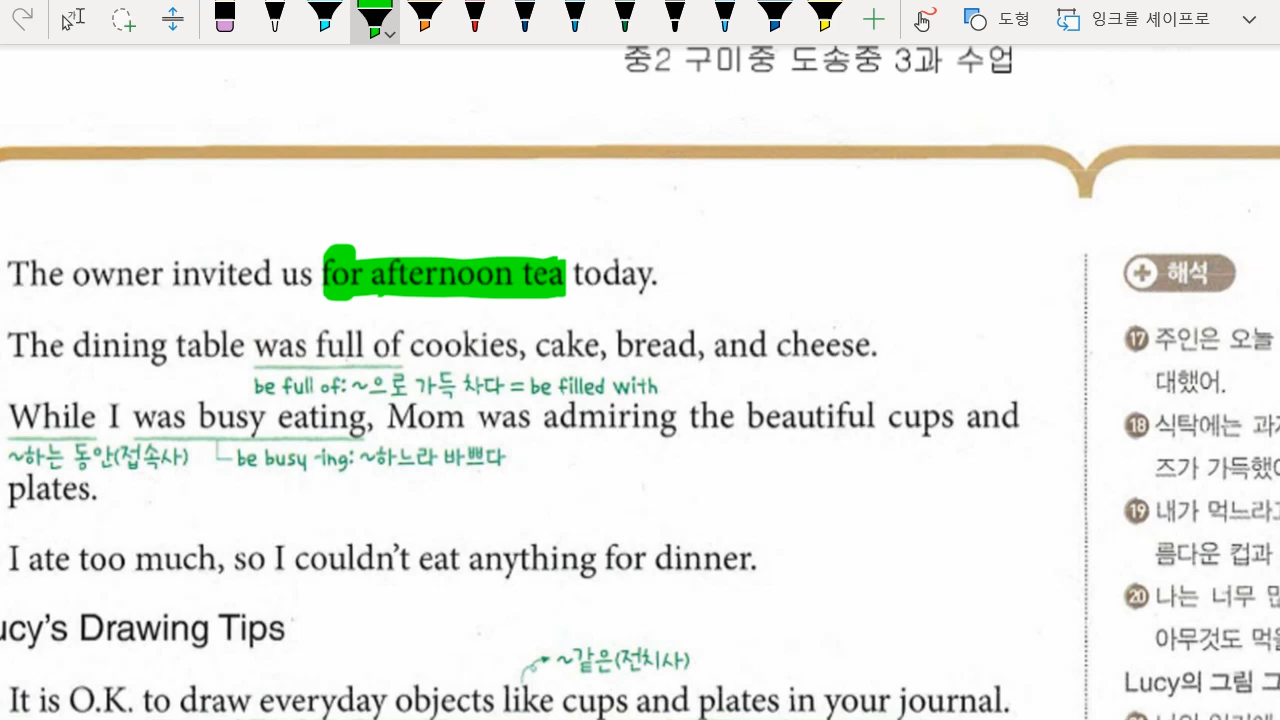 도형
잉크를 셰이프로
중2 구미중 도송중 3과 수업
The owner invited us for afternoon tea today.
The dining table was full of cookies, cake, bread, and cheese.
be full of: ~으로 가득 차다 = be filled with
While I was busy eating, Mom was admiring the beautiful cups and
~하는 동안(접속사) be busy -ing: ~하느라 바쁘다
plates.
I ate too much, so I couldn't eat anything for dinner.
ucy's Drawing Tips
~같은(전치사)
It is O.K. to draw everyday objects like cups and plates in your journal.
해석
17 주인은 오늘
대했어.
18 식탁에는
즈가 가득했
19 내가 먹느라
름다운 컵과
20 나는 너무
아무것도
Lucy의 그림